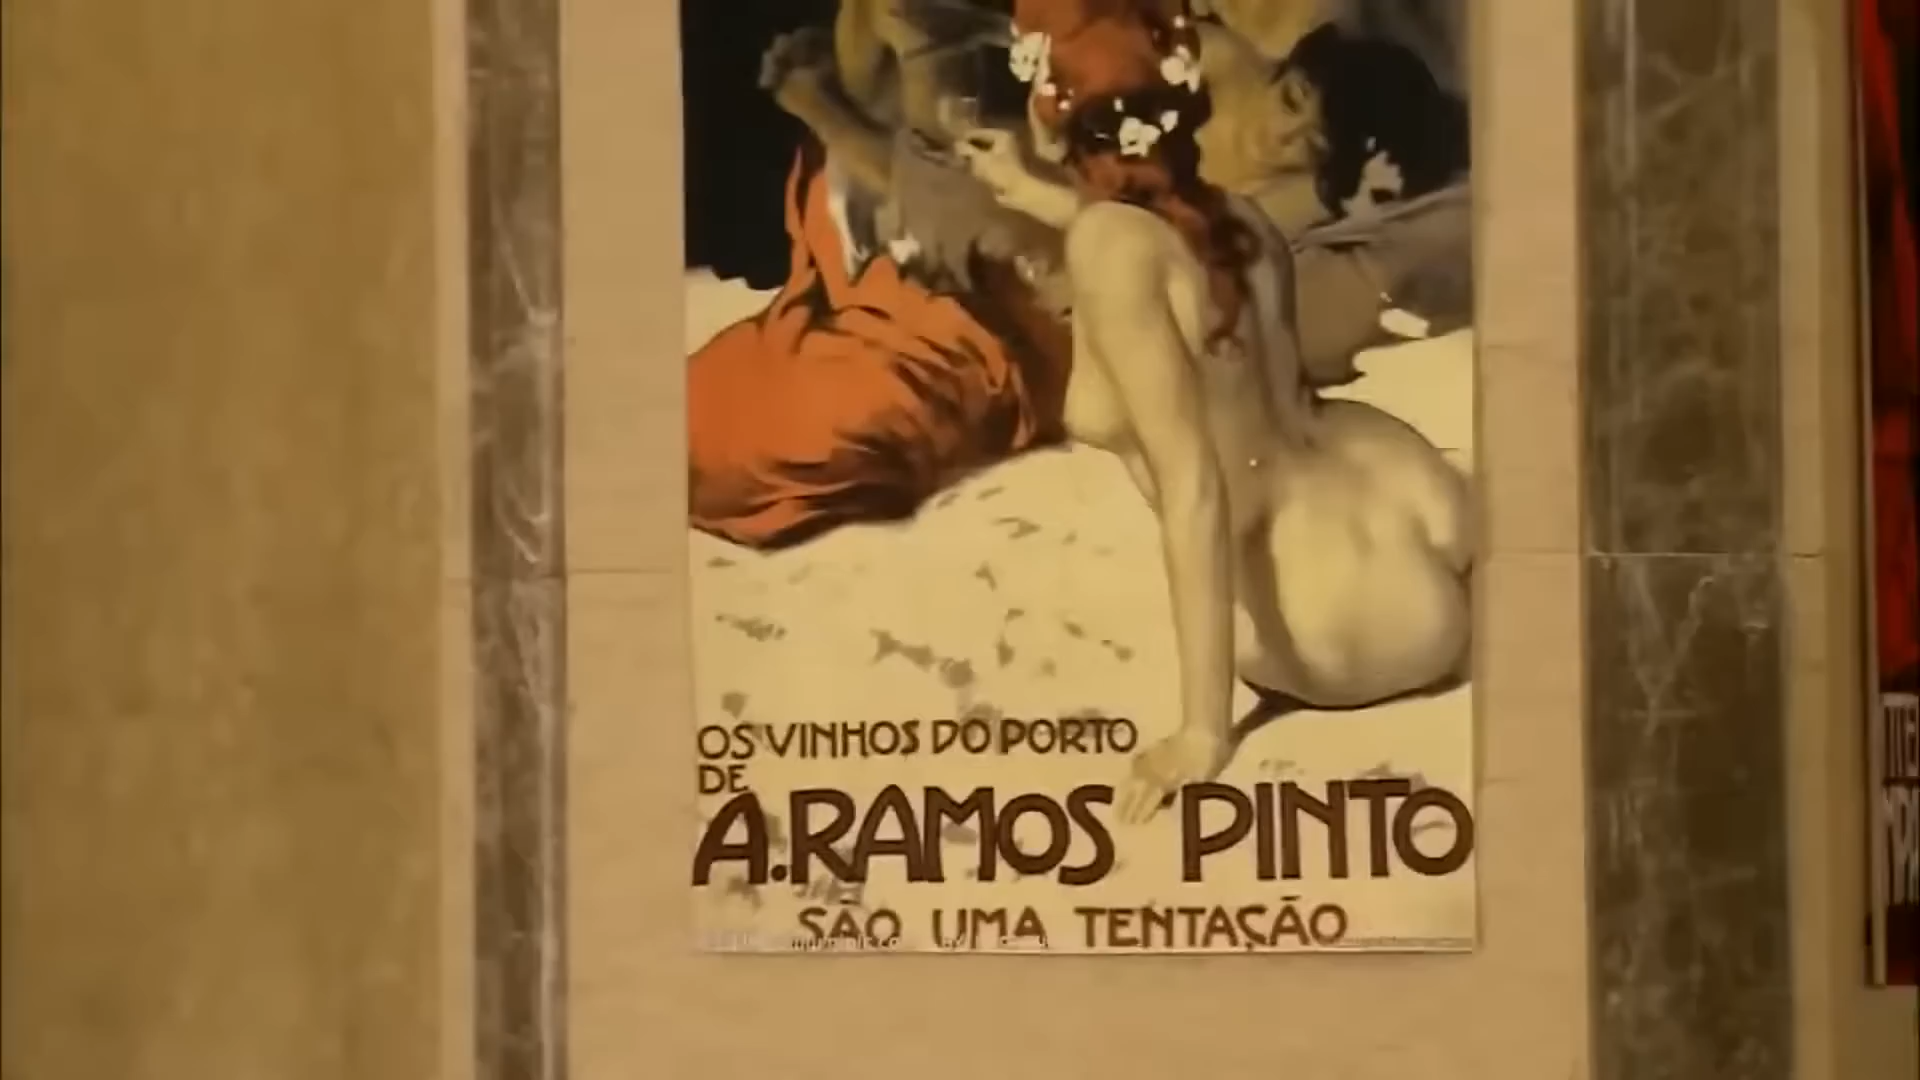 OS VINHOS DO PORTO
DE
A.RAMOS PINTO
SÃO UMA TENTAÇÃO